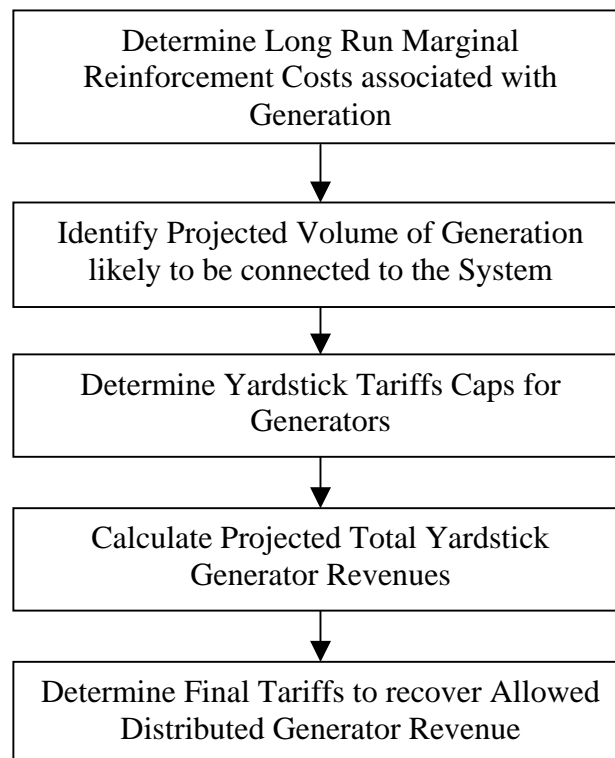 Determine Long Run Marginal
Reinforcement Costs associated with
Generation
Identify Projected Volume of Generation
likely to be connected to the System
Determine Yardstick Tariffs Caps for
Generators
Calculate Projected Total Yardstick
Generator Revenues
Determine Final Tariffs to recover Allowed
Distributed Generator Revenue